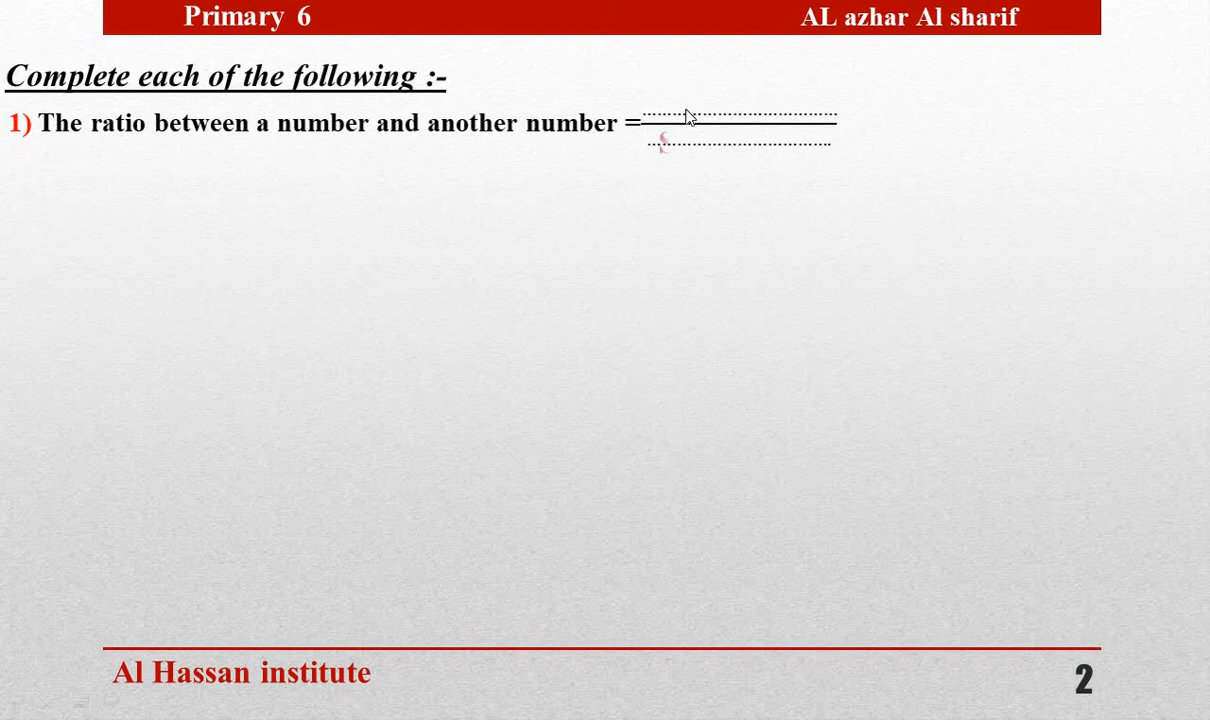 Primary 6
AL azhar Al sharif
Complete each of the following :-
1) The ratio between a number and another number =.....................................
...................................
Al Hassan institute
2